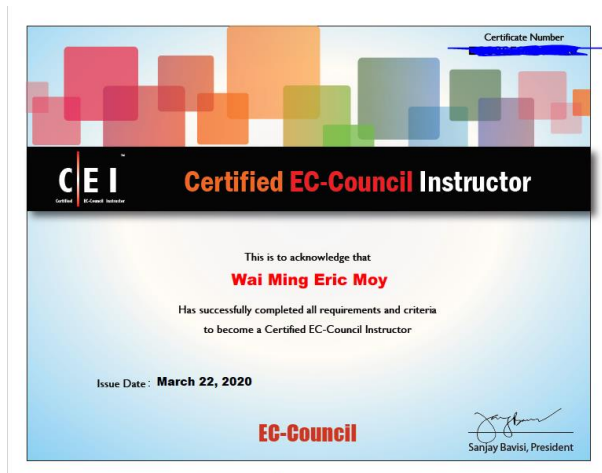 Certificate Number
CEI
™
Certified EC-Council Instructor
Certified EC-Council Instructor
This is to acknowledge that
Wai Ming Eric Moy
Has successfully completed all requirements and criteria
to become a Certified EC-Council Instructor
Issue Date : March 22, 2020
EC-Council
Sanjay Bavisi, President